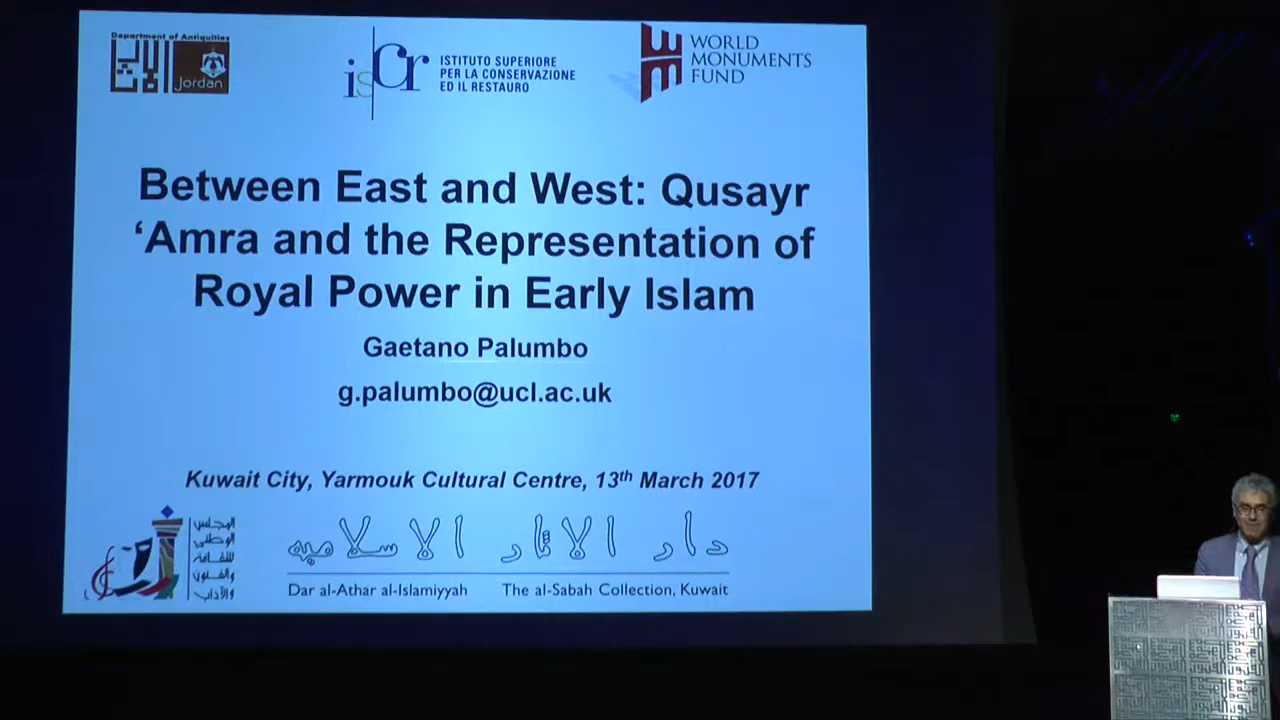 Department of Antiquities
Jordan
isCr
ISTITUTO SUPERIORE
PER LA CONSERVAZIONE
ED IL RESTAURO
WORLD
MONUMENTS
FUND
Between East and West: Qusayr
‘Amra and the Representation of
Royal Power in Early Islam
Gaetano Palumbo
g.palumbo@ucl.ac.uk
Kuwait City, Yarmouk Cultural Centre, 13th March 2017
المجلس
الوطني
للثقافة
والفنون
والآداب
دار الآثار الاسلاميه
Dar al-Athar al-Islamiyyah The al-Sabah Collection, Kuwait